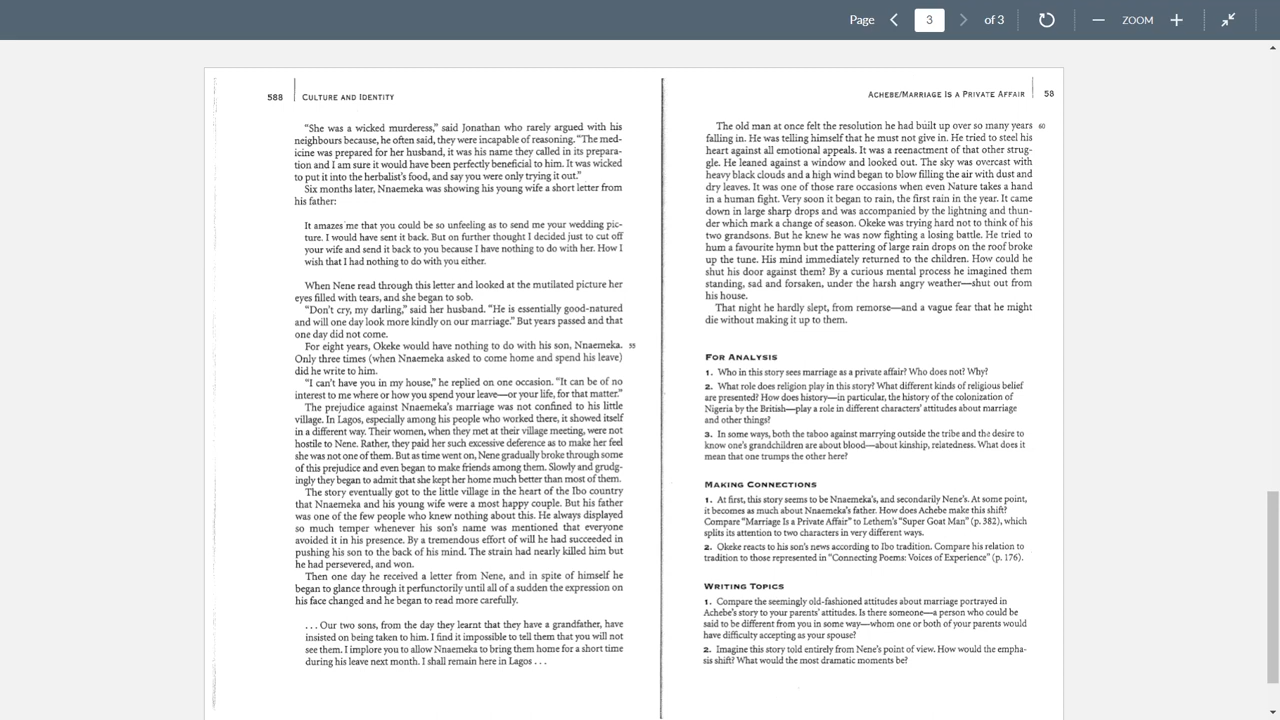 Page 3 of 3 ZOOM
588 CULTURE AND IDENTITY
"She was a wicked murderess," said Jonathan who rarely argued with his
neighbours because, he often said, they were incapable of reasoning. "The med-
icine was prepared for her husband, it was his name they called in its prepara-
tion and I am sure it would have been perfectly beneficial to him. It was wicked
to put it into the herbalist's food, and say you were only trying it out."
Six months later, Nnaemeka was showing his young wife a short letter from
his father:
It amazes me that you could be so unfeeling as to send me your wedding pic-
ture. I would have sent it back. But on further thought I decided just to cut off
your wife and send it back to you because I have nothing to do with her. How I
wish that I had nothing to do with you either.
When Nene read through this letter and looked at the mutilated picture her
eyes filled with tears, and she began to sob.
"Don't cry, my darling," said her husband. "He is essentially good-natured
and will one day look more kindly on our marriage." But years passed and that
one day did not come.
For eight years, Okeke would have nothing to do with his son, Nnaemeka. 55
Only three times (when Nnaemeka asked to come home and spend his leave)
did he write to him.
"I can't have you in my house," he replied on one occasion. "It can be of no
interest to me where or how you spend your leave—or your life, for that matter."
The prejudice against Nnaemeka's marriage was not confined to his little
village. In Lagos, especially among his people who worked there, it showed itself
in a different way. Their women, when they met at their village meeting, were not
hostile to Nene. Rather, they paid her such excessive deference as to make her feel
she was not one of them. But as time went on, Nene gradually broke through some
of this prejudice and even began to make friends among them. Slowly and grudg-
ingly they began to admit that she kept her home much better than most of them.
The story eventually got to the little village in the heart of the Ibo country
that Nnaemeka and his young wife were a most happy couple. But his father
was one of the few people who knew nothing about this. He always displayed
so much temper whenever his son's name was mentioned that everyone
avoided it in his presence. By a tremendous effort of will he had succeeded in
pushing his son to the back of his mind. The strain had nearly killed him but
he had persevered, and won.
Then one day he received a letter from Nene, and in spite of himself he
began to glance through it perfunctorily until all of a sudden the expression on
his face changed and he began to read more carefully.
. . . Our two sons, from the day they learnt that they have a grandfather, have
insisted on being taken to him. I find it impossible to tell them that you will not
see them. I implore you to allow Nnaemeka to bring them home for a short time
during his leave next month. I shall remain here in Lagos . . .
ACHEBE/MARRIAGE IS A PRIVATE AFFAIR 58
The old man at once felt the resolution he had built up over so many years 60
falling in. He was telling himself that he must not give in. He tried to steel his
heart against all emotional appeals. It was a reenactment of that other strug-
gle. He leaned against a window and looked out. The sky was overcast with
heavy black clouds and a high wind began to blow filling the air with dust and
dry leaves. It was one of those rare occasions when even Nature takes a hand
in a human fight. Very soon it began to rain, the first rain in the year. It came
down in large sharp drops and was accompanied by the lightning and thun-
der which mark a change of season. Okeke was trying hard not to think of his
two grandsons. But he knew he was now fighting a losing battle. He tried to
hum a favourite hymn but the pattering of large rain drops on the roof broke
up the tune. His mind immediately returned to the children. How could he
shut his door against them? By a curious mental process he imagined them
standing, sad and forsaken, under the harsh angry weather—shut out from
his house.
That night he hardly slept, from remorse—and a vague fear that he might
die without making it up to them.
FOR ANALYSIS
1. Who in this story sees marriage as a private affair? Who does not? Why?
2. What role does religion play in this story? What different kinds of religious belief
are presented? How does history—in particular, the history of the colonization of
Nigeria by the British—play a role in different characters' attitudes about marriage
and other things?
3. In some ways, both the taboo against marrying outside the tribe and the desire to
know one's grandchildren are about blood—about kinship, relatedness. What does it
mean that one trumps the other here?
MAKING CONNECTIONS
1. At first, this story seems to be Nnaemeka's, and secondarily Nene's. At some point,
it becomes as much about Nnaemeka's father. How does Achebe make this shift?
Compare "Marriage Is a Private Affair" to Lethem's "Super Goat Man" (p. 382), which
splits its attention to two characters in very different ways.
2. Okeke reacts to his son's news according to Ibo tradition. Compare his relation to
tradition to those represented in "Connecting Poems: Voices of Experience" (p. 176).
WRITING TOPICS
1. Compare the seemingly old-fashioned attitudes about marriage portrayed in
Achebe's story to your parents' attitudes. Is there someone—a person who could be
said to be different from you in some way—whom one or both of your parents would
have difficulty accepting as your spouse?
2. Imagine this story told entirely from Nene's point of view. How would the empha-
sis shift? What would the most dramatic moments be?